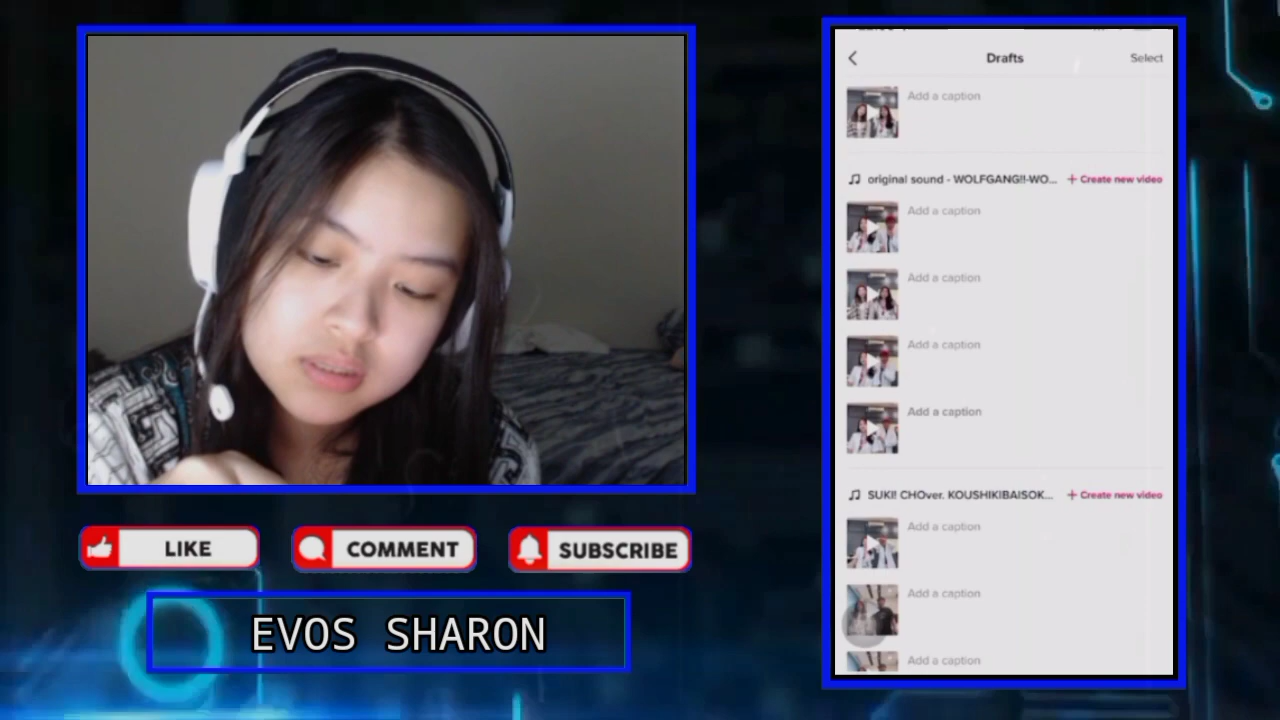 Drafts
Select
Add a caption
original sound - WOLFGANG!!-WO...
+ Create new video
Add a caption
Add a caption
Add a caption
Add a caption
SUKI! CHOver. KOUSHIKIBAISOK...
+ Create new video
Add a caption
Add a caption
Add a caption
LIKE
COMMENT
SUBSCRIBE
EVOS SHARON